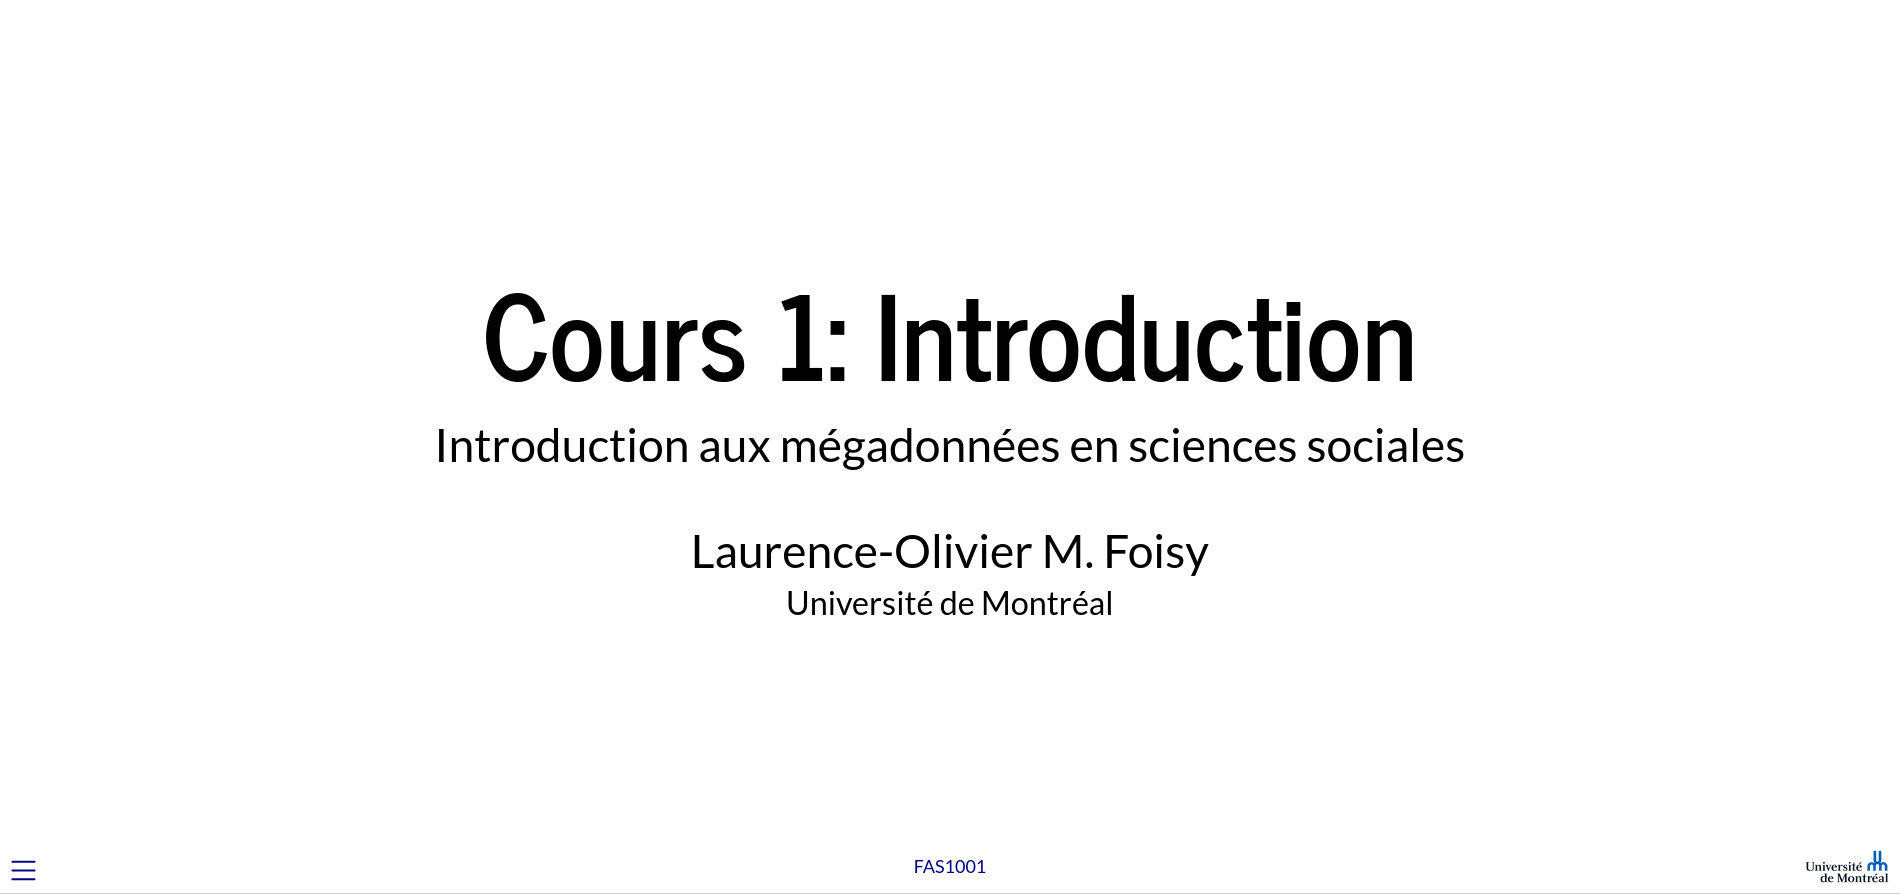 Cours 1: Introduction
Introduction aux mégadonnées en sciences sociales
Laurence-Olivier M. Foisy
Université de Montréal
FAS1001
Université
de Montréal